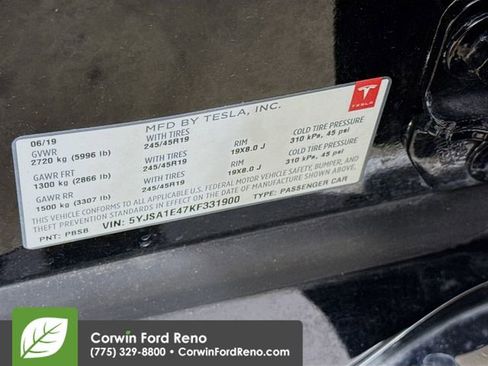 MFD BY TESLA, INC.
TESLA
06/19
GVWR WITH TIRES RIM COLD TIRE PRESSURE
2720 kg (5996 lb) 245/45R19 19X8.0 J 310 kPa, 45 psi
GAWR FRT WITH TIRES RIM COLD TIRE PRESSURE
1300 kg (2866 lb) 245/45R19 19X8.0 J 310 kPa, 45 psi
GAWR RR WITH TIRES
1500 kg (3307 lb) 245/45R19
THIS VEHICLE CONFORMS TO ALL APPLICABLE U.S. FEDERAL MOTOR VEHICLE SAFETY, BUMPER, AND
THEFT PREVENTION STANDARDS IN EFFECT ON THE DATE OF MANUFACTURE SHOWN ABOVE.
PNT: PBSB VIN: 5YJSA1E47KF331900 TYPE: PASSENGER CAR
Corwin Ford Reno
(775) 329-8800 • CorwinFordReno.com